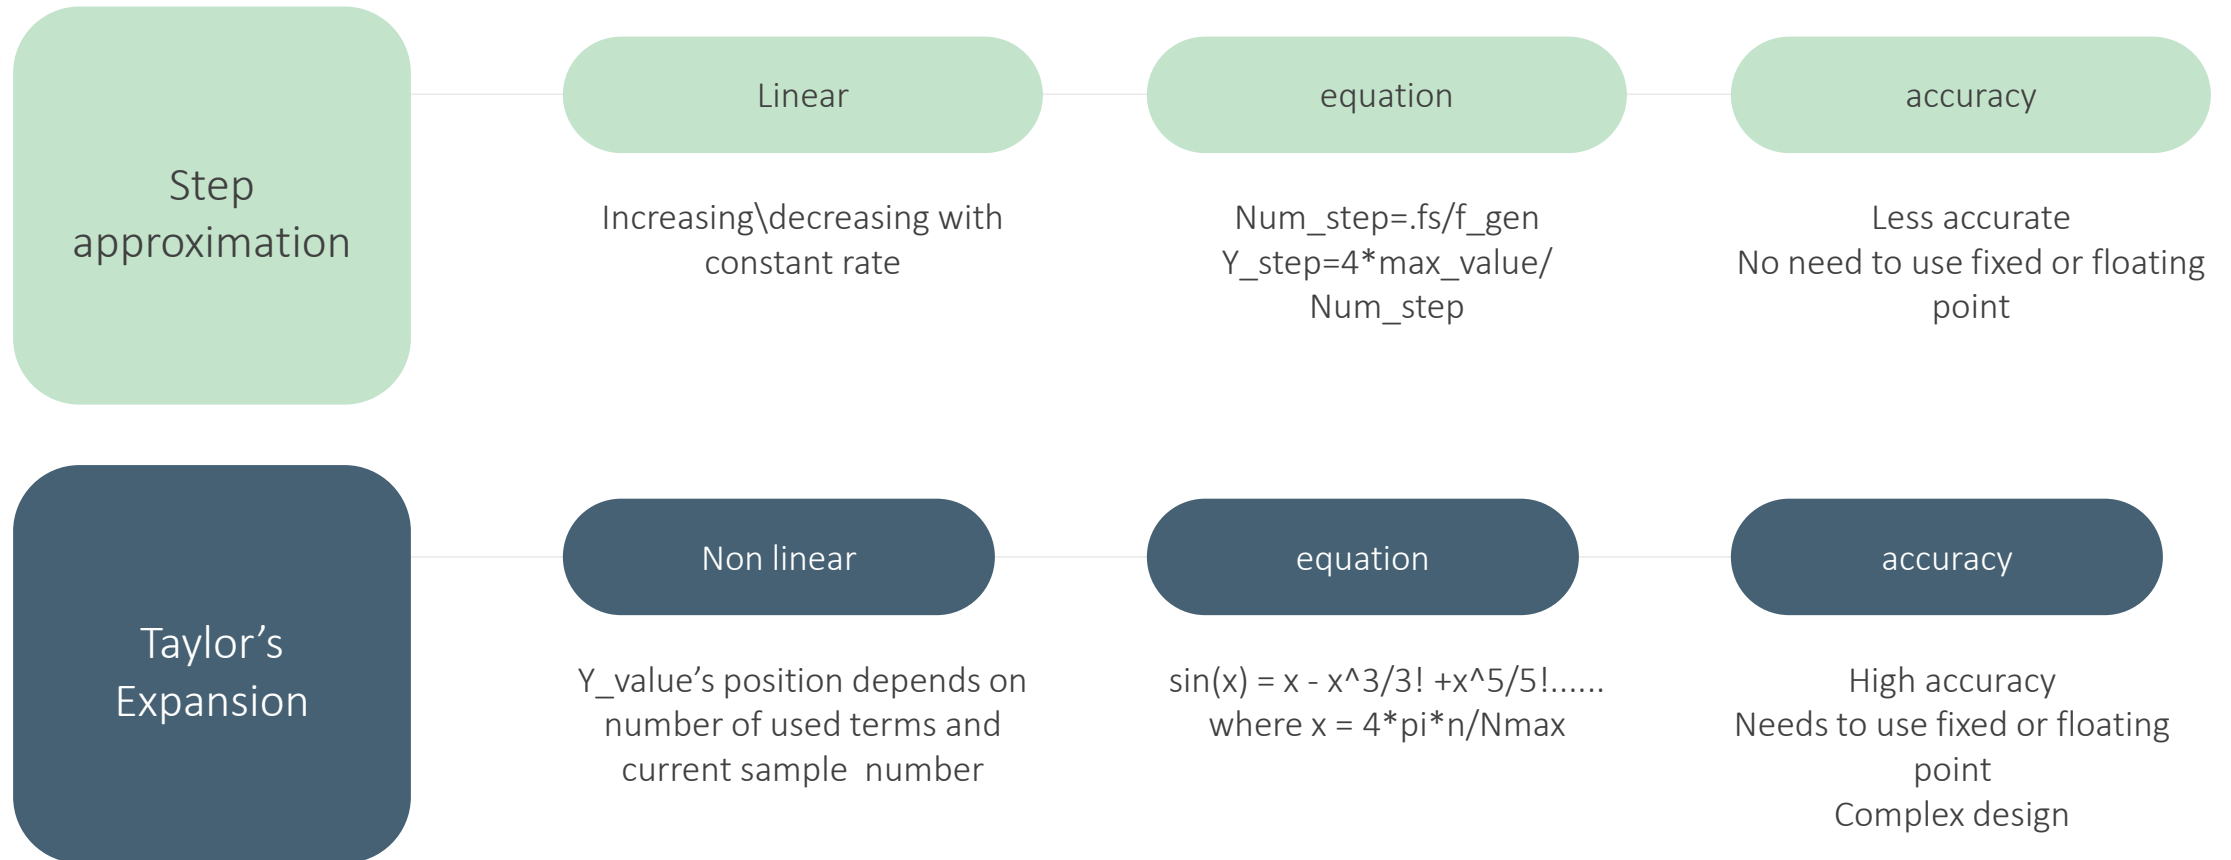 Step
approximation
Linear
Increasing\decreasing with
constant rate
equation
Num_step=.fs/f_gen
Y_step=4*max_value/
Num_step
accuracy
Less accurate
No need to use fixed or floating
point
Taylor’s
Expansion
Non linear
Y_value’s position depends on
number of used terms and
current sample  number
equation
sin(x) = x - x^3/3! +x^5/5!......
where x = 4*pi*n/Nmax
accuracy
High accuracy
Needs to use fixed or floating
point
Complex design